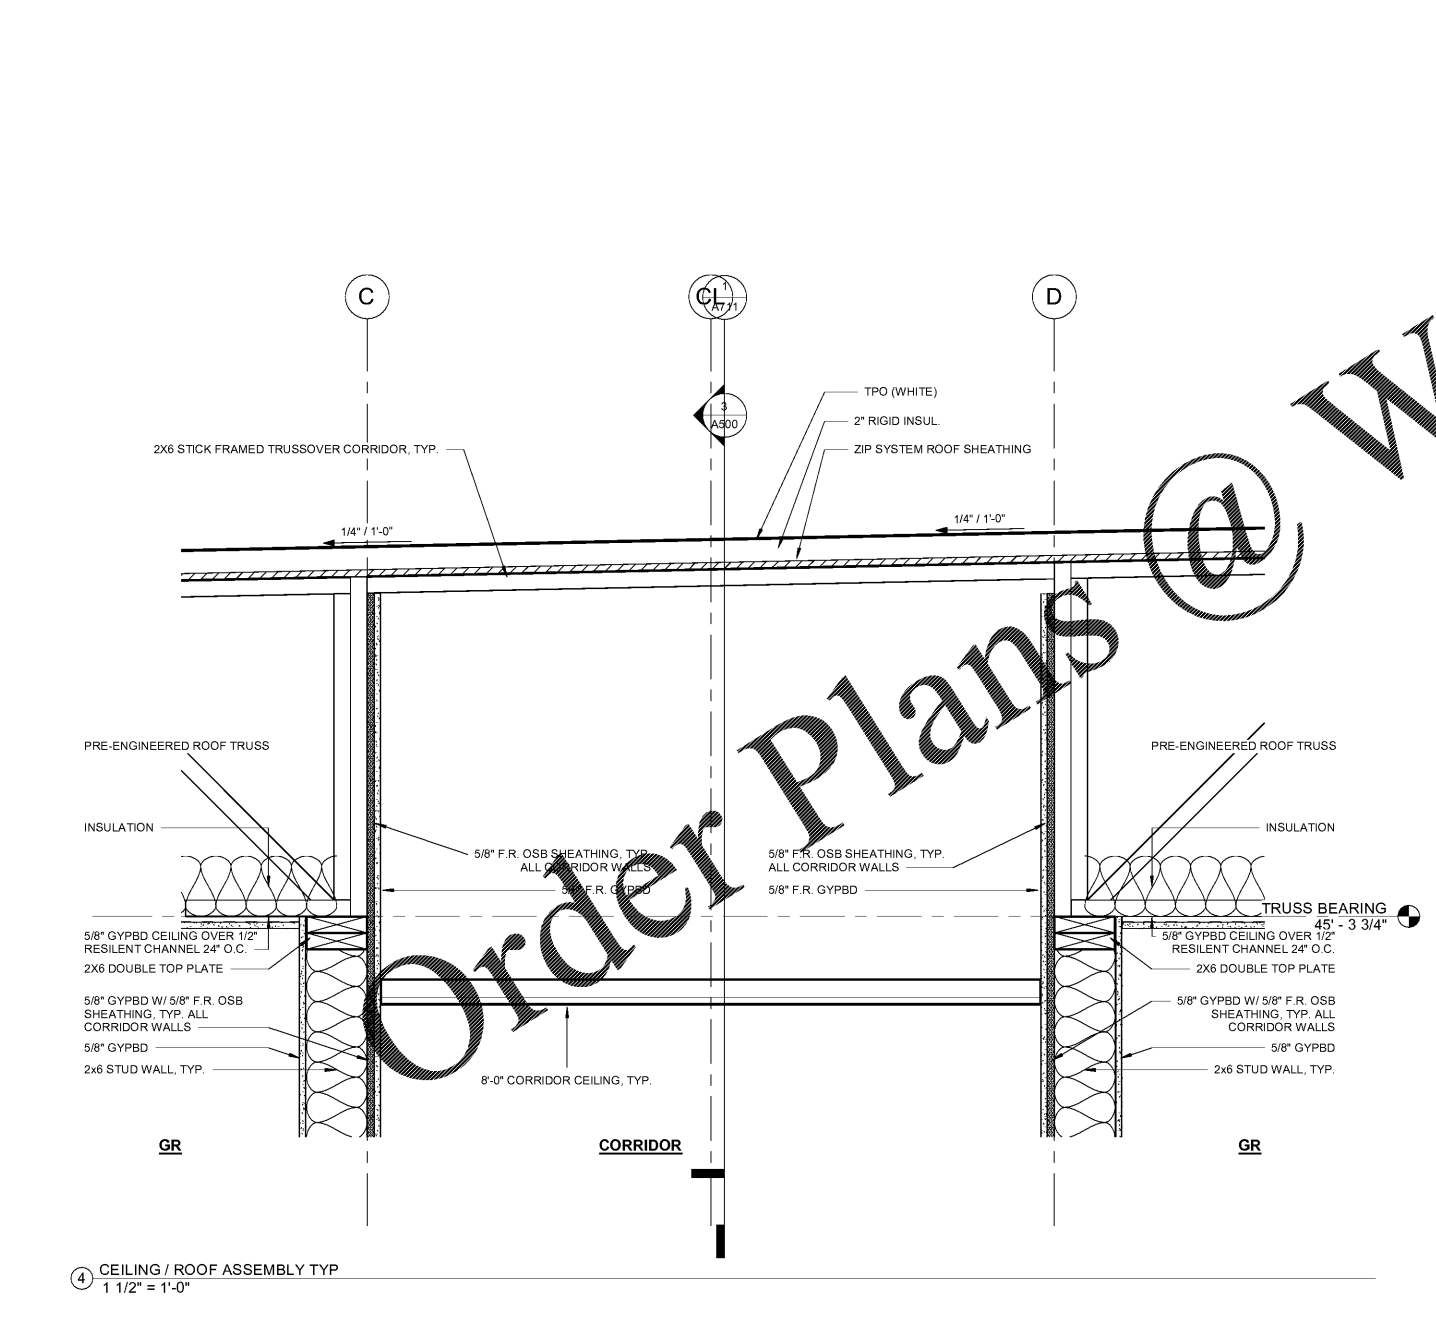 C
CL
1
A711
D
3
A500
TPO (WHITE)
2" RIGID INSUL.
ZIP SYSTEM ROOF SHEATHING
2X6 STICK FRAMED TRUSSOVER CORRIDOR, TYP.
1/4" / 1'-0"
1/4" / 1'-0"
Order Plans @ W
PRE-ENGINEERED ROOF TRUSS
PRE-ENGINEERED ROOF TRUSS
INSULATION
INSULATION
5/8" F.R. OSB SHEATHING, TYP.
ALL CORRIDOR WALLS
5/8" F.R. GYPBD
5/8" F.R. OSB SHEATHING, TYP.
ALL CORRIDOR WALLS
5/8" F.R. GYPBD
TRUSS BEARING
45' - 3 3/4"
5/8" GYPBD CEILING OVER 1/2"
RESILENT CHANNEL 24" O.C.
2X6 DOUBLE TOP PLATE
5/8" GYPBD W/ 5/8" F.R. OSB
SHEATHING, TYP. ALL
CORRIDOR WALLS
5/8" GYPBD
2x6 STUD WALL, TYP.
5/8" GYPBD CEILING OVER 1/2"
RESILENT CHANNEL 24" O.C.
2X6 DOUBLE TOP PLATE
5/8" GYPBD W/ 5/8" F.R. OSB
SHEATHING, TYP. ALL
CORRIDOR WALLS
5/8" GYPBD
2x6 STUD WALL, TYP.
8'-0" CORRIDOR CEILING, TYP.
GR
CORRIDOR
GR
4
CEILING / ROOF ASSEMBLY TYP
1 1/2" = 1'-0"